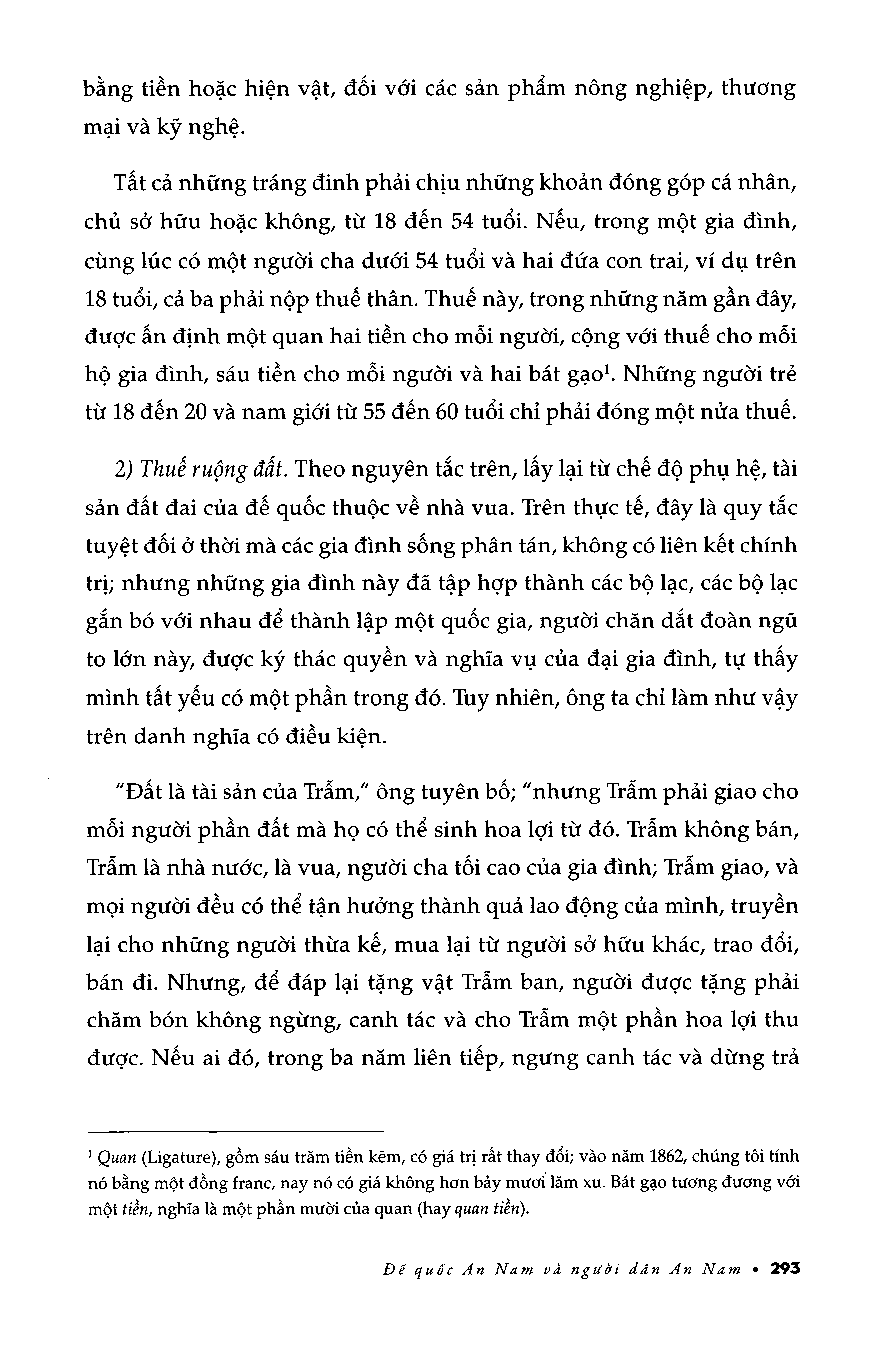 bằng tiền hoặc hiện vật, đối với các sản phẩm nông nghiệp, thương
mại và kỹ nghệ.
Tất cả những tráng đinh phải chịu những khoản đóng góp cá nhân,
chủ sở hữu hoặc không, từ 18 đến 54 tuổi. Nếu, trong một gia đình,
cùng lúc có một người cha dưới 54 tuổi và hai đứa con trai, ví dụ trên
18 tuổi, cả ba phải nộp thuế thân. Thuế này, trong những năm gần đây,
được ấn định một quan hai tiền cho mỗi người, cộng với thuế cho mỗi
hộ gia đình, sáu tiền cho mỗi người và hai bát gạo¹. Những người trẻ
từ 18 đến 20 và nam giới từ 55 đến 60 tuổi chỉ phải đóng một nửa thuế.
2) Thuế ruộng đất. Theo nguyên tắc trên, lấy lại từ chế độ phụ hệ, tài
sản đất đai của đế quốc thuộc về nhà vua. Trên thực tế, đây là quy tắc
tuyệt đối ở thời mà các gia đình sống phân tán, không có liên kết chính
trị; nhưng những gia đình này đã tập hợp thành các bộ lạc, các bộ lạc
gắn bó với nhau để thành lập một quốc gia, người chăn dắt đoàn ngũ
to lớn này, được ký thác quyền và nghĩa vụ của đại gia đình, tự thấy
mình tất yếu có một phần trong đó. Tuy nhiên, ông ta chỉ làm như vậy
trên danh nghĩa có điều kiện.
"Đất là tài sản của Trẫm," ông tuyên bố; "nhưng Trẫm phải giao cho
mỗi người phần đất mà họ có thể sinh hoa lợi từ đó. Trẫm không bán,
Trẫm là nhà nước, là vua, người cha tối cao của gia đình; Trẫm giao, và
mọi người đều có thể tận hưởng thành quả lao động của mình, truyền
lại cho những người thừa kế, mua lại từ người sở hữu khác, trao đổi,
bán đi. Nhưng, để đáp lại tặng vật Trẫm ban, người được tặng phải
chăm bón không ngừng, canh tác và cho Trẫm một phần hoa lợi thu
được. Nếu ai đó, trong ba năm liên tiếp, ngưng canh tác và dừng trả
¹ Quan (Ligature), gồm sáu trăm tiền kẽm, có giá trị rất thay đổi; vào năm 1862, chúng tôi tính
nó bằng một đồng franc, nay nó có giá không hơn bảy mươi lăm xu. Bát gạo tương đương với
một tiền, nghĩa là một phần mười của quan (hay quan tiền).
Đế quốc An Nam và người dân An Nam • 293